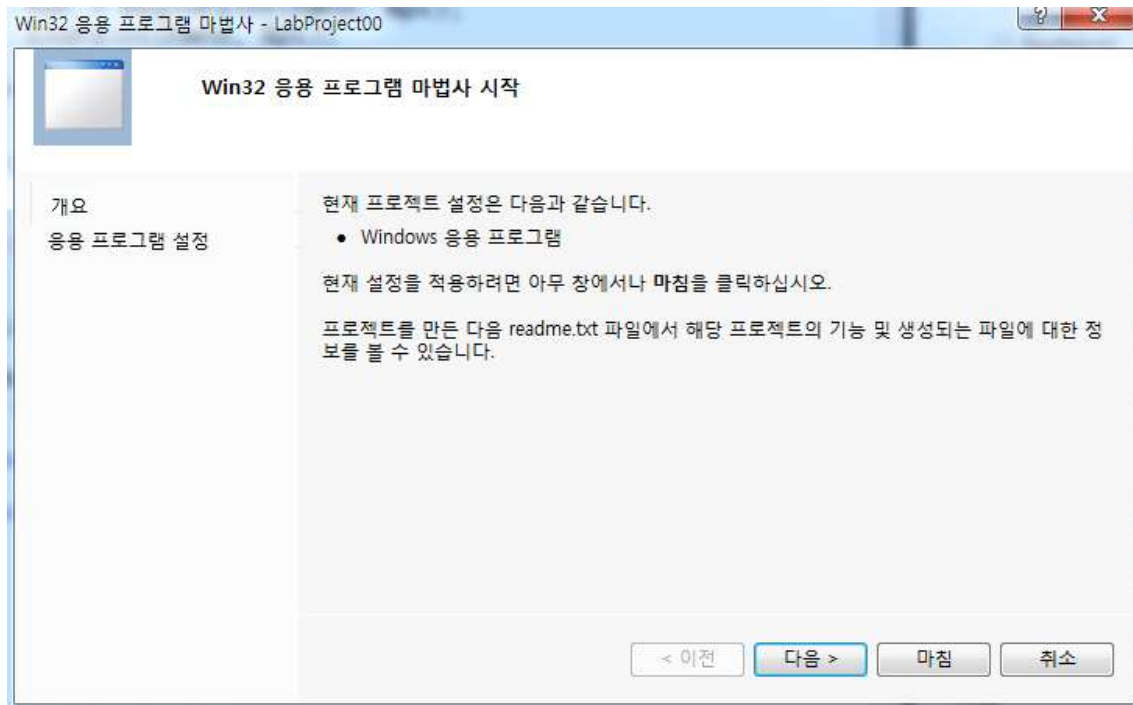 Win32 응용 프로그램 마법사 - LabProject00
Win32 응용 프로그램 마법사 시작
개요
응용 프로그램 설정
현재 프로젝트 설정은 다음과 같습니다.
● Windows 응용 프로그램
현재 설정을 적용하려면 아무 창에서나 마침을 클릭하십시오.
프로젝트를 만든 다음 readme.txt 파일에서 해당 프로젝트의 기능 및 생성되는 파일에 대한 정
보를 볼 수 있습니다.
< 이전 다음 > 마침 취소